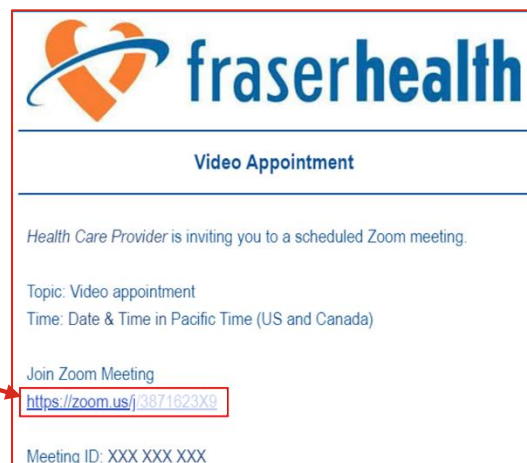 fraserhealth
Video Appointment
Health Care Provider is inviting you to a scheduled Zoom meeting.
Topic: Video appointment
Time: Date & Time in Pacific Time (US and Canada)
Join Zoom Meeting
https://zoom.us/j/3871623X9
Meeting ID: XXX XXX XXX